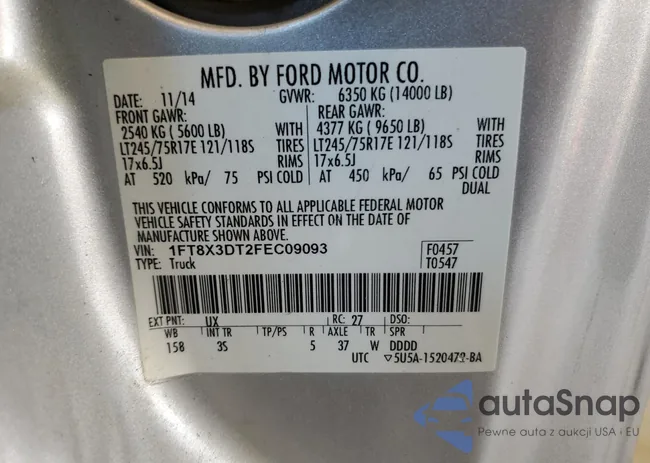 MFD. BY FORD MOTOR CO.
DATE: 11/14 GVWR: 6350 KG (14000 LB)
FRONT GAWR: REAR GAWR:
2540 KG ( 5600 LB) WITH 4377 KG ( 9650 LB) WITH
LT245/75R17E 121/118S TIRES LT245/75R17E 121/118S TIRES
17x6.5J RIMS 17x6.5J RIMS
AT 520 kPa/ 75 PSI COLD AT 450 kPa/ 65 PSI COLD
DUAL
THIS VEHICLE CONFORMS TO ALL APPLICABLE FEDERAL MOTOR
VEHICLE SAFETY STANDARDS IN EFFECT ON THE DATE OF
MANUFACTURE SHOWN ABOVE.
VIN: 1FT8X3DT2FEC09093 F0457
TYPE: Truck T0547
EXT PNT: UX RC: 27 DSO:
WB INT TR TP/PS R AXLE TR SPR
158 3S 5 37 W DDDD
UTC ▽5U5A-1520472-BA
autoSnap
Pewne auta z aukcji USA i EU